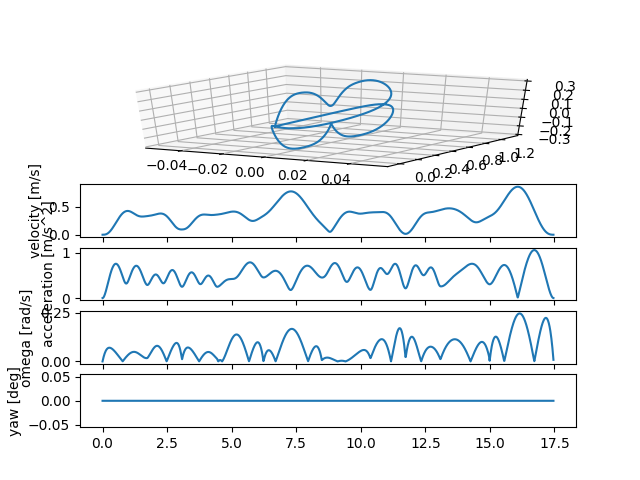 0.3
0.2
0.1
0.0
−0.1
−0.2
−0.3
−0.04 −0.02 0.00 0.02 0.04
0.0 0.2 0.4 0.6 0.8 1.0 1.2
velocity [m/s]
0.5
0.0
acceleration [m/s^2]
1
0
omega [rad/s]
0.25
0.00
yaw [deg]
0.05
0.00
−0.05
0.0 2.5 5.0 7.5 10.0 12.5 15.0 17.5